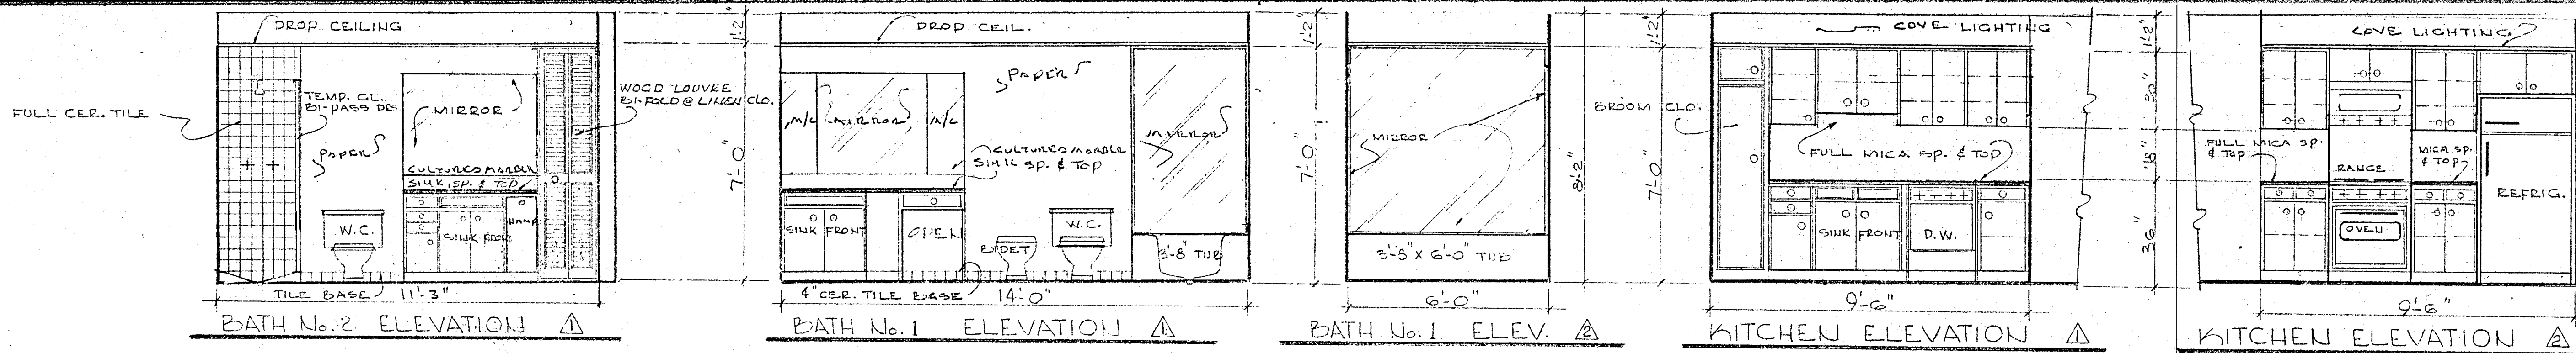 DROP CEILING
FULL CER. TILE
TEMP. GL.
BI-PASS DR.
PAPER
MIRROR
CULTURED MARBLE
SINK, SP. & TOP
W.C.
SINK FRONT
HAMP.
WOOD LOUVRE
BI-FOLD @ LINEN CLO.
TILE BASE
11'-3"
BATH No. 2 ELEVATION 1
1'-2"
7'-0"
DROP CEIL.
PAPER
M/C
MIRROR
M/C
MIRROR
CULTURED MARBLE
SINK SP. & TOP
SINK FRONT
OPEN
BIDET
W.C.
3'-8" TUB
4" CER. TILE BASE
14'-0"
BATH No. 1 ELEVATION 1
1'-2"
7'-0"
MIRROR
3'-8" X 6'-0" TUB
6'-0"
BATH No. 1 ELEV. 2
8'-2"
1'-2"
7'-0"
COVE LIGHTING
BROOM CLO.
FULL MICA SP. & TOP
SINK FRONT
D.W.
9'-6"
KITCHEN ELEVATION 1
1'-2"
30"
18"
36"
COVE LIGHTING
FULL MICA SP.
& TOP
RANGE
MICA SP.
& TOP
OVEN
REFRIG.
9'-6"
KITCHEN ELEVATION 2